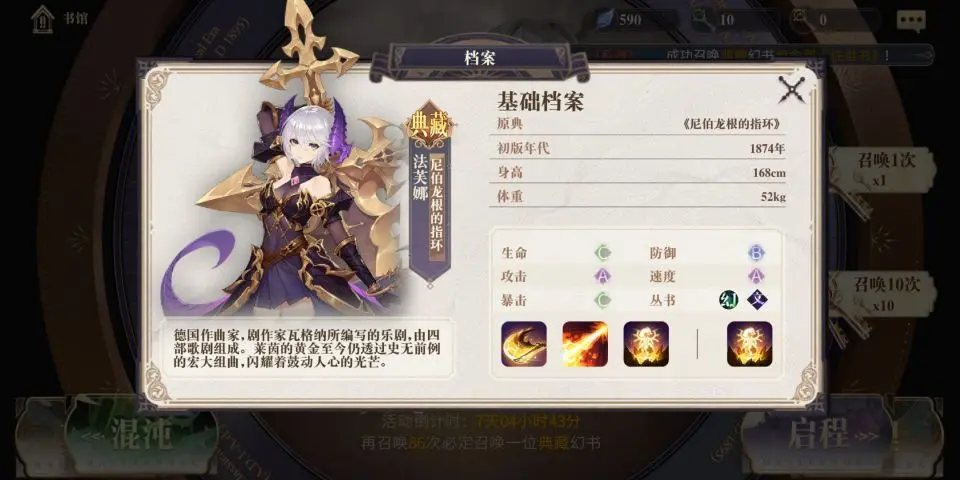 书馆
590
10
0
成功召唤典藏幻书
档案
典藏
尼伯龙根的指环
法芙娜
基础档案
原典 《尼伯龙根的指环》
初版年代 1874年
身高 168cm
体重 52kg
生命 C 防御 B
攻击 A 速度 A
暴击 C 丛书 幻
德国作曲家,剧作家瓦格纳所编写的乐剧,由四
部歌剧组成。莱茵的黄金至今仍透过史无前例
的宏大组曲,闪耀着鼓动人心的光芒。
召唤1次
x1
召唤10次
x10
活动倒计时:7天04小时43分
再召唤86次必定召唤一位典藏幻书
混沌
启程